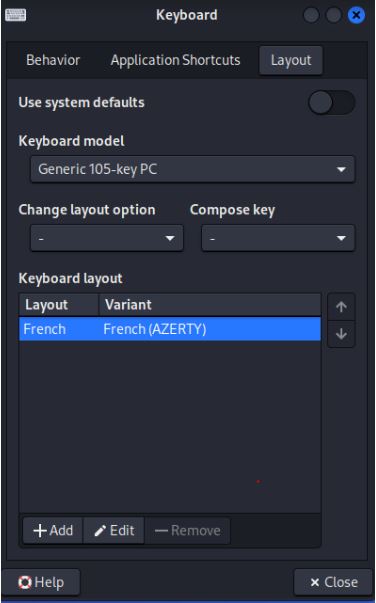 Keyboard
Behavior Application Shortcuts Layout
Use system defaults
Keyboard model
Generic 105-key PC
Change layout option Compose key
- -
Keyboard layout
Layout Variant
French French (AZERTY)
Add Edit Remove
Help Close